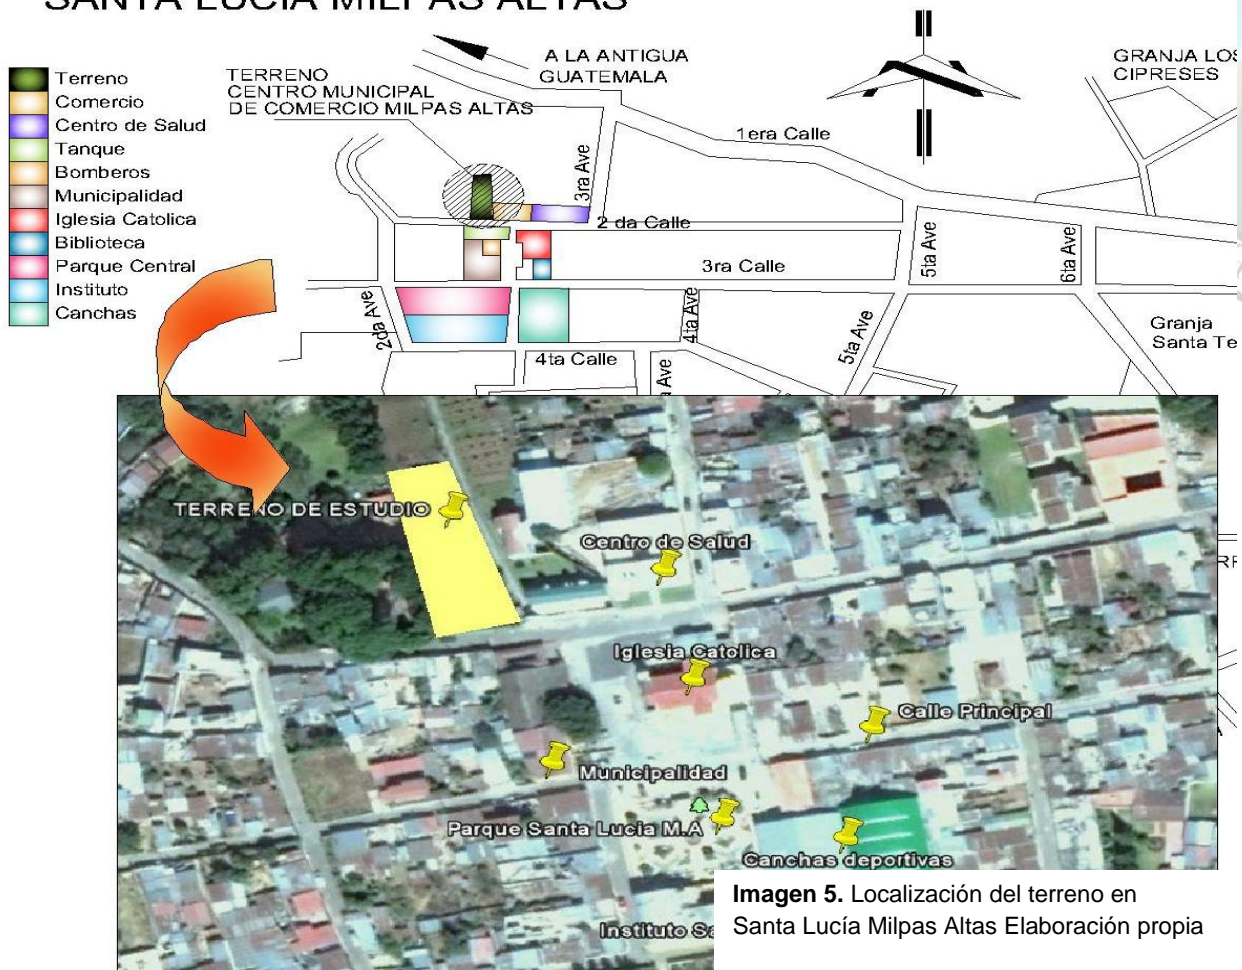 SANTA LUCIA MILPAS ALTAS
Terreno
Comercio
Centro de Salud
Tanque
Bomberos
Municipalidad
Iglesia Catolica
Biblioteca
Parque Central
Instituto
Canchas
TERRENO
CENTRO MUNICIPAL
DE COMERCIO MILPAS ALTAS
A LA ANTIGUA
GUATEMALA
GRANJA LOS
CIPRESES
1era Calle
3ra Ave
2 da Calle
5ta Ave
6ta Ave
3ra Calle
2da Ave
4ta Ave
5ta Ave
Granja
Santa Te
4ta Calle
a Ave
TERRENO DE ESTUDIO
Centro de Salud
Iglesia Catolica
Calle Principal
Municipalidad
Parque Santa Lucia M.A
Canchas deportivas
Instituto Sa
Imagen 5. Localización del terreno en
Santa Lucía Milpas Altas Elaboración propia